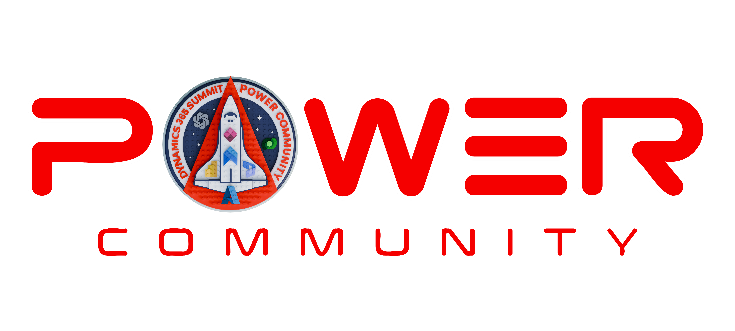 POWER
DYNAMICS 365 SUMMIT POWER COMMUNITY
COMMUNITY